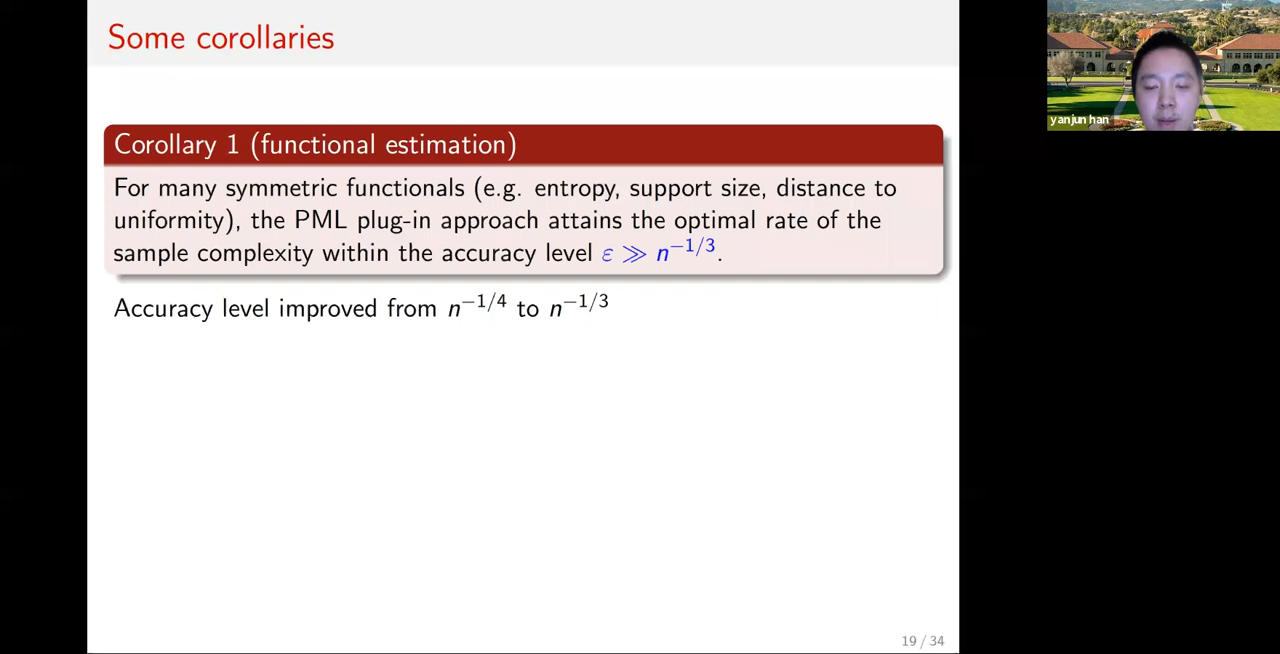 Some corollaries
yanjun han
Corollary 1 (functional estimation)
For many symmetric functionals (e.g. entropy, support size, distance to
uniformity), the PML plug-in approach attains the optimal rate of the
sample complexity within the accuracy level ε ≫ n^{-1/3}.
Accuracy level improved from n^{-1/4} to n^{-1/3}
19 / 34